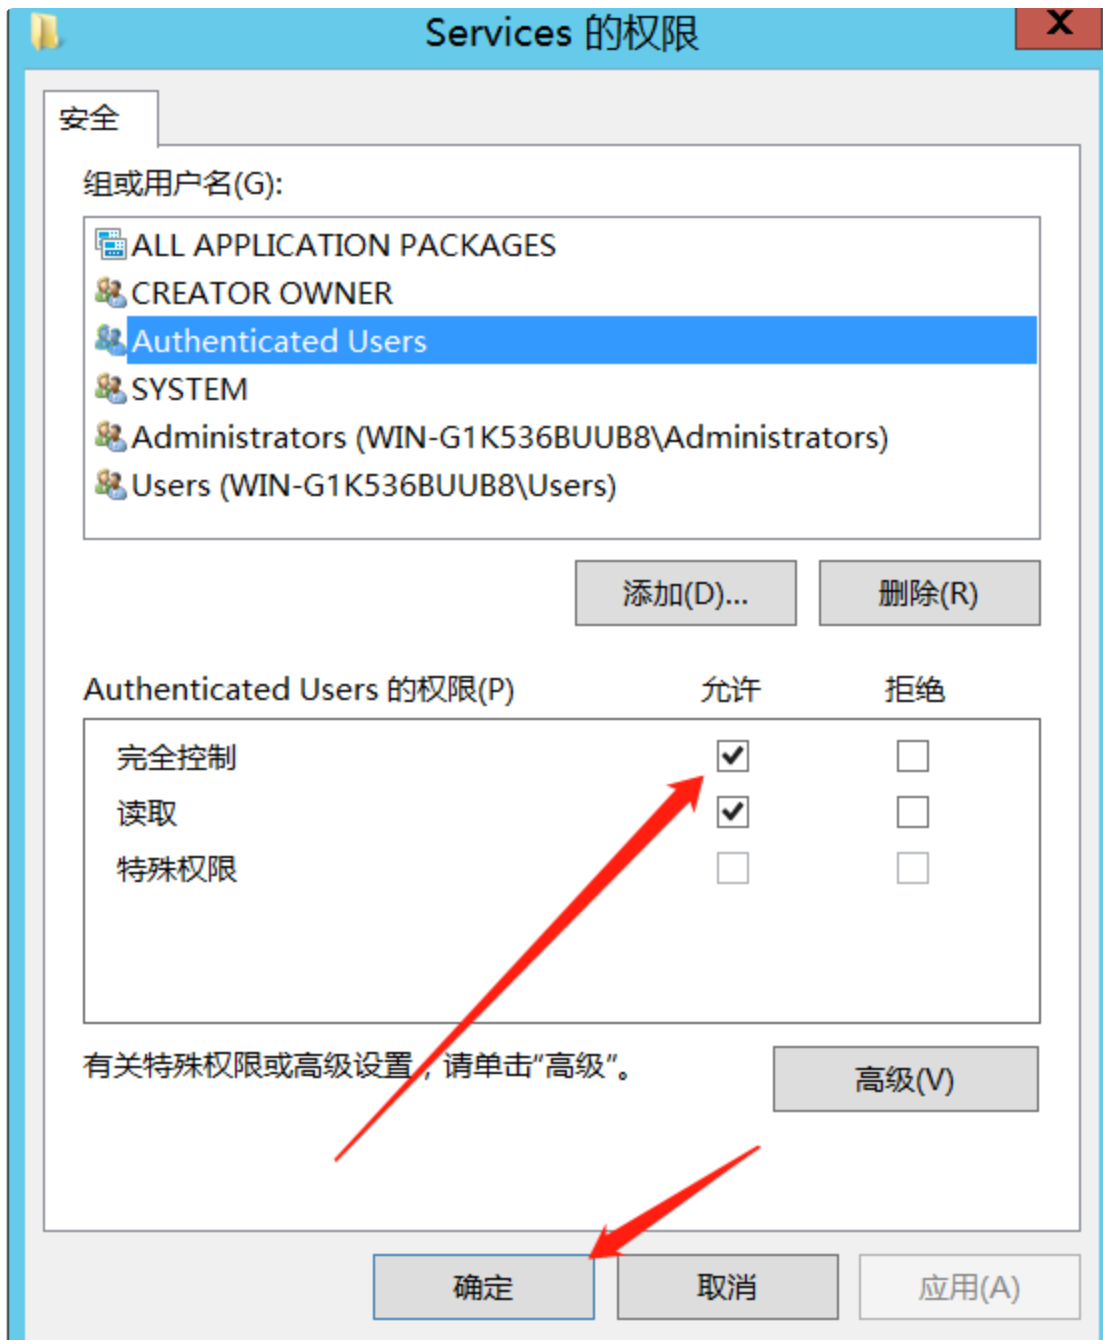 Services 的权限
安全
组或用户名(G):
ALL APPLICATION PACKAGES
CREATOR OWNER
Authenticated Users
SYSTEM
Administrators (WIN-G1K536BUUB8\Administrators)
Users (WIN-G1K536BUUB8\Users)
添加(D)... 删除(R)
Authenticated Users 的权限(P) 允许 拒绝
完全控制
读取
特殊权限
有关特殊权限或高级设置，请单击“高级”。 高级(V)
确定 取消 应用(A)